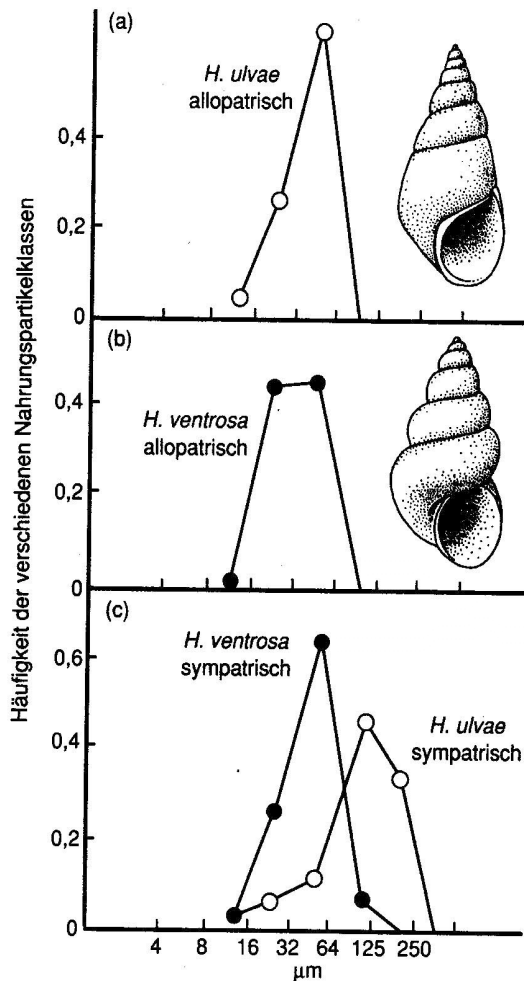 Häufigkeit der verschiedenen Nahrungspartikelklassen
(a)
H. ulvae
allopatrisch
0,4
0,2
0
(b)
H. ventrosa
allopatrisch
0,4
0,2
0
(c)
H. ventrosa
sympatrisch
H. ulvae
sympatrisch
0,6
0,4
0,2
0
4 8 16 32 64 125 250
µm